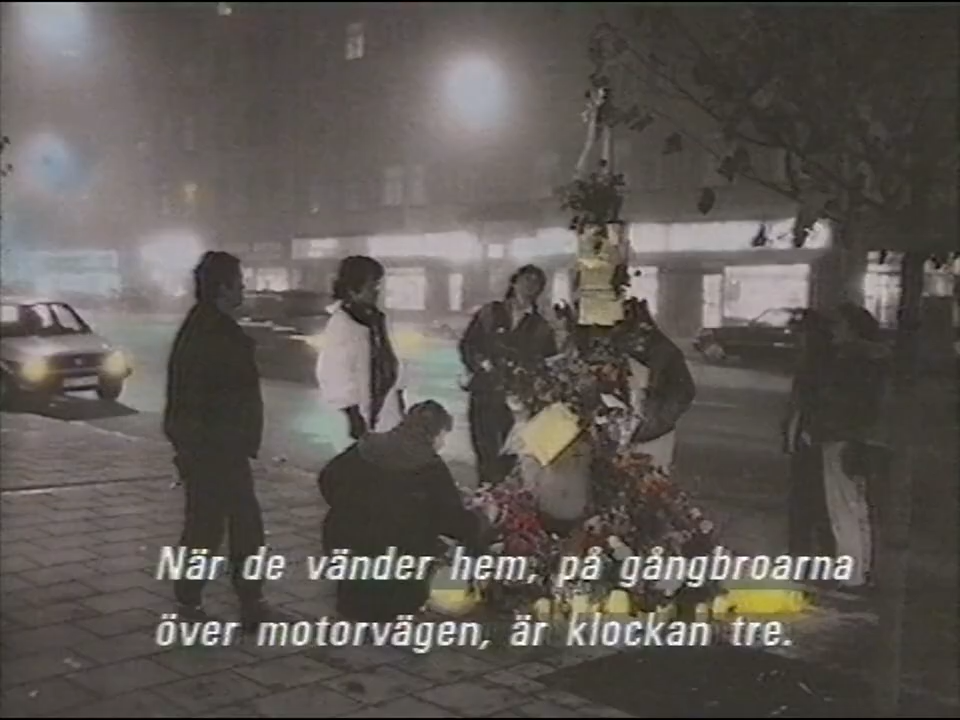 När de vänder hem, på gångbroarna
över motorvägen, är klockan tre.